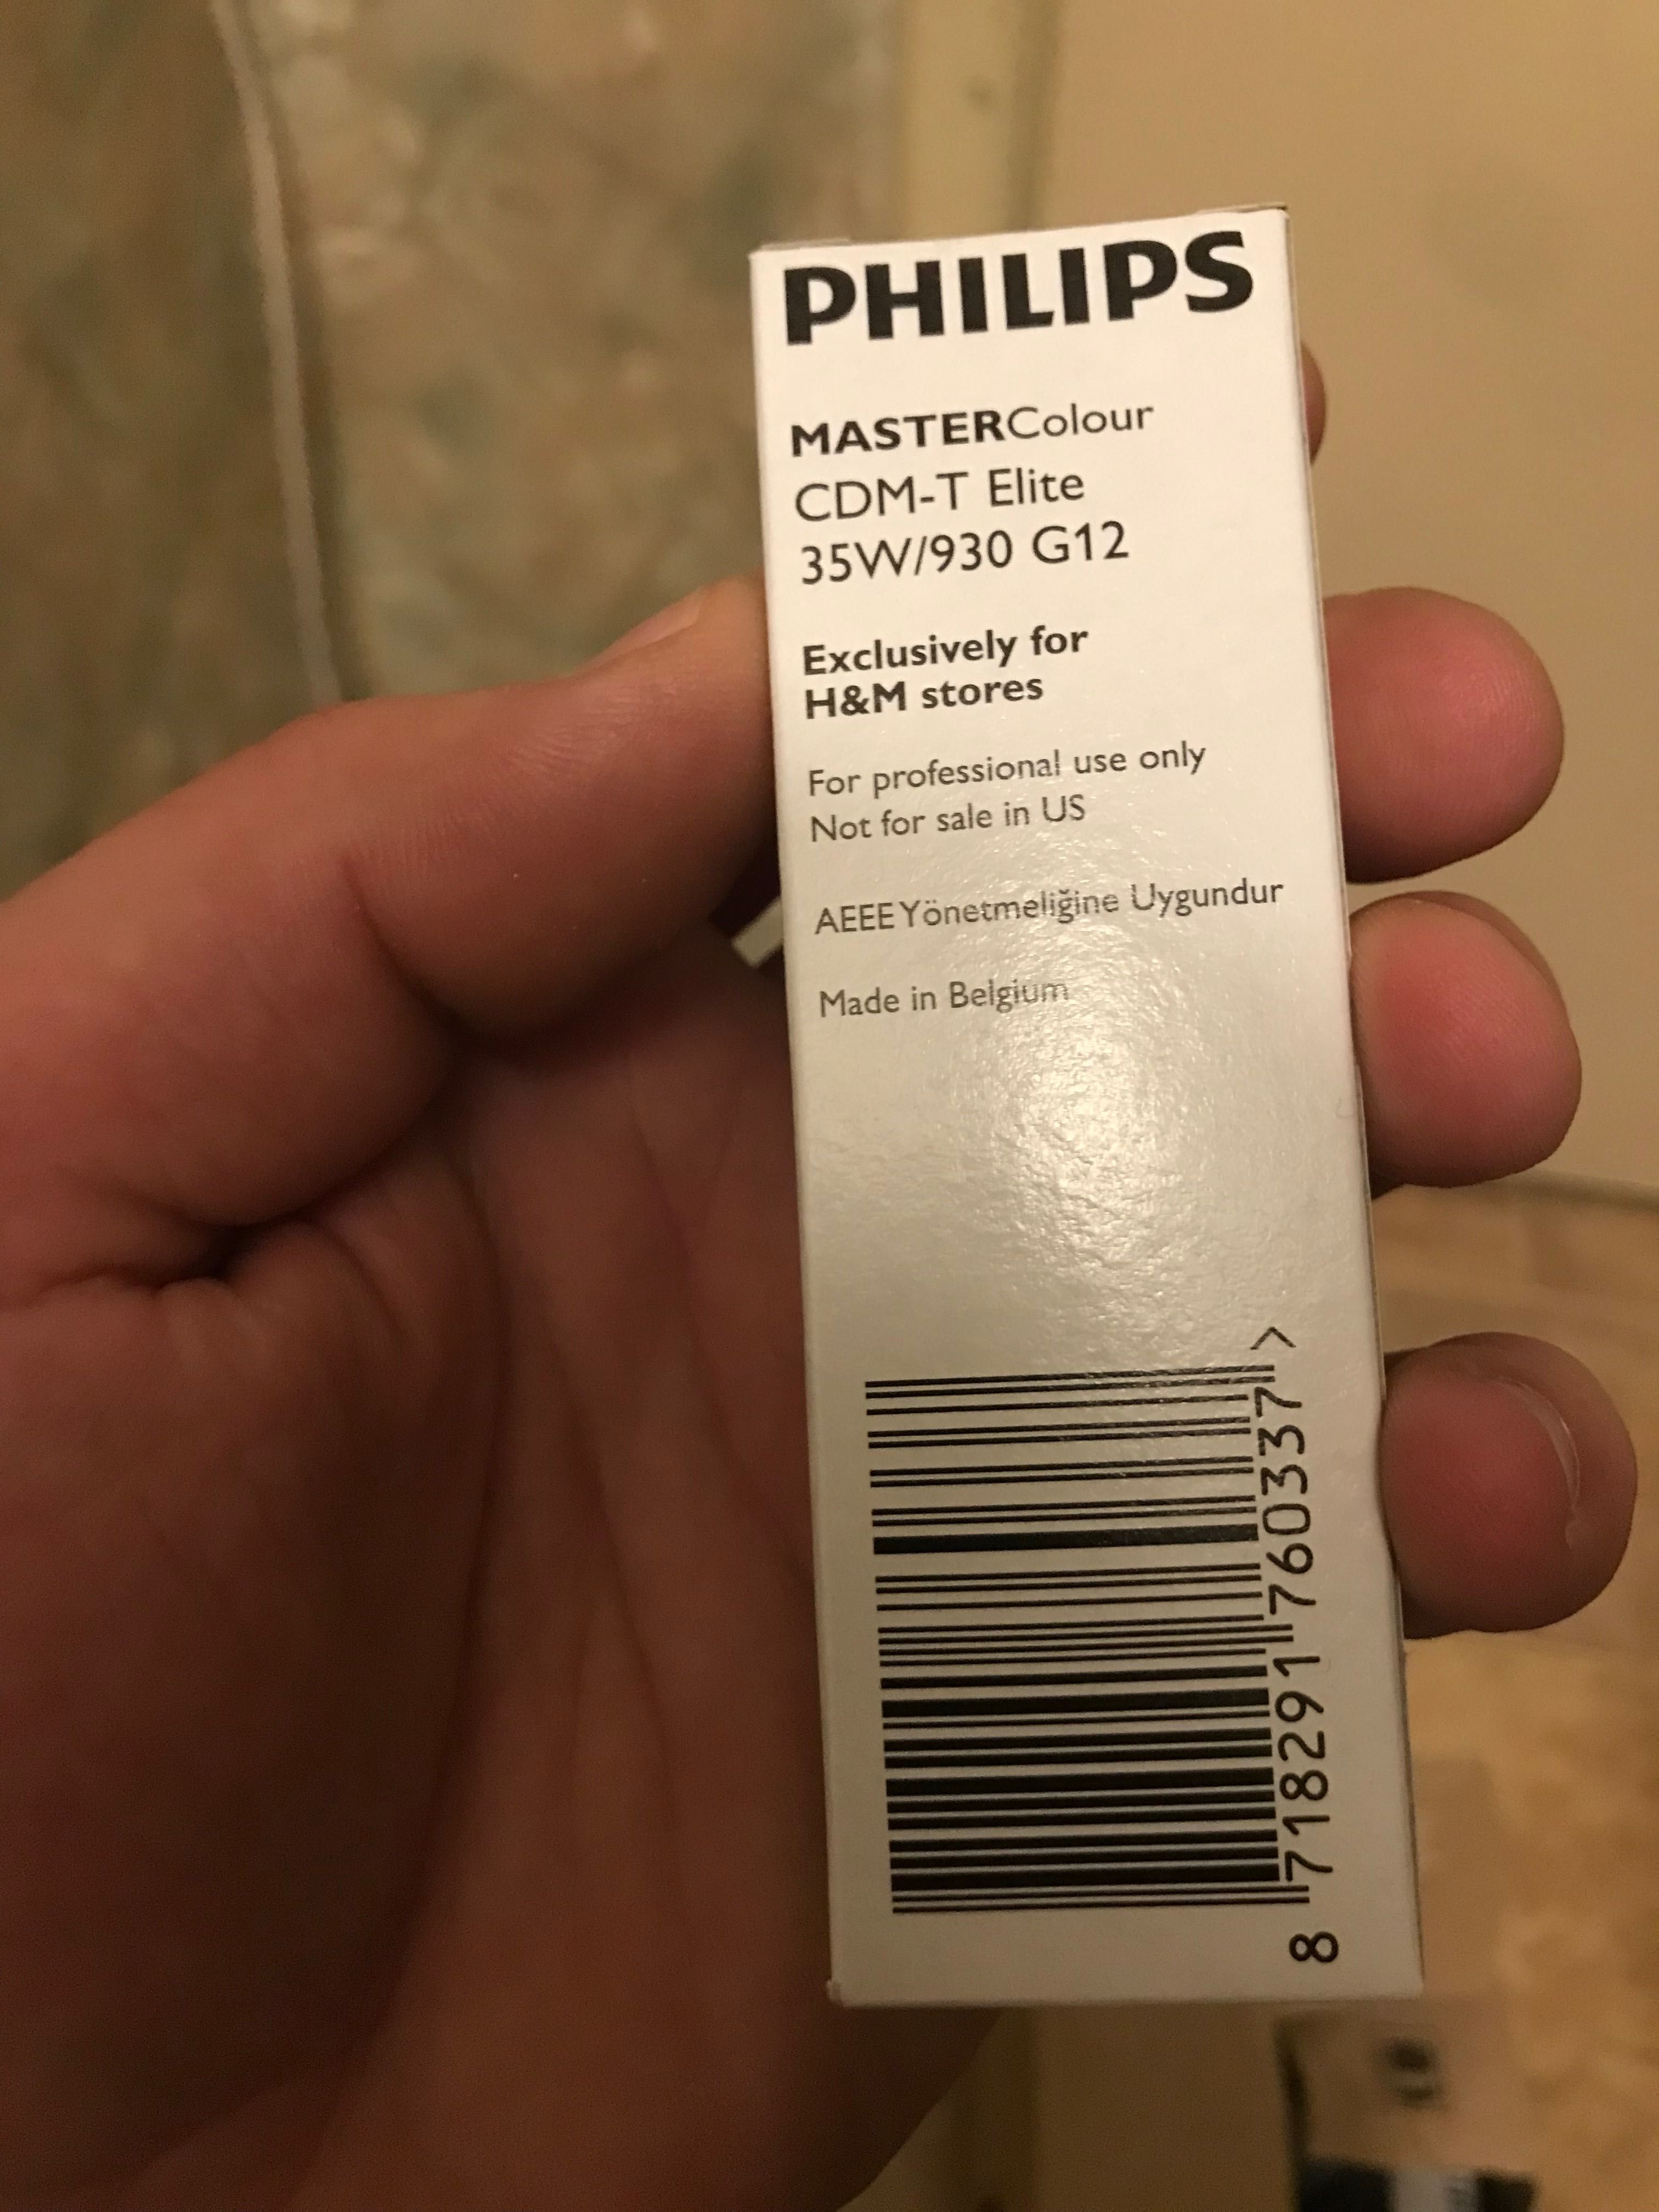 PHILIPS
MASTERColour
CDM-T Elite
35W/930 G12
Exclusively for
H&M stores
For professional use only
Not for sale in US
AEEE Yönetmeliğine Uygundur
Made in Belgium
8 718291 760337 >